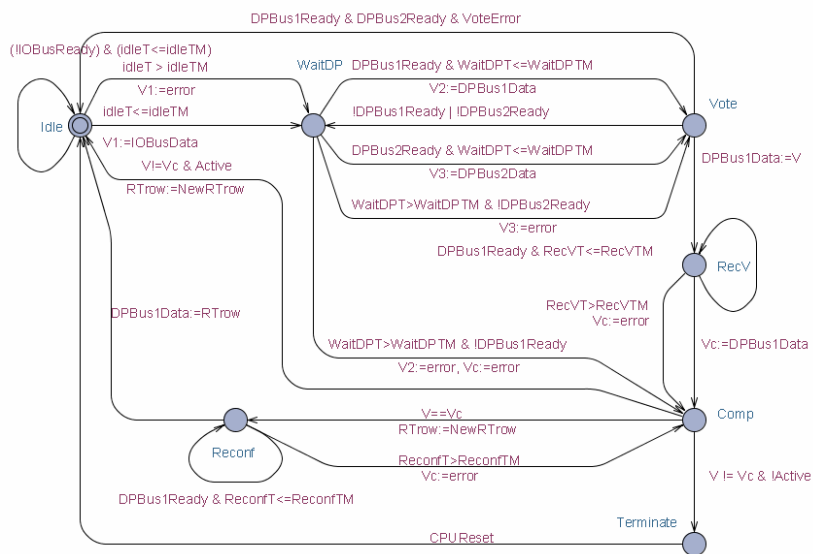 DPBus1Ready & DPBus2Ready & VoteError
(!IOBusReady) & (idleT<=idleTM)
idleT > idleTM
V1:=error
WaitDP
DPBus1Ready & WaitDPT<=WaitDPTM
V2:=DPBus1Data
Vote
idleT<=idleTM
!DPBus1Ready | !DPBus2Ready
Idle
V1:=IOBusData
DPBus2Ready & WaitDPT<=WaitDPTM
V3:=DPBus2Data
DPBus1Data:=V
V!=Vc & Active
RTrow:=NewRTrow
WaitDPT>WaitDPTM & !DPBus2Ready
V3:=error
DPBus1Ready & RecVT<=RecVTM
RecV
RecVT>RecVTM
Vc:=error
DPBus1Data:=RTrow
WaitDPT>WaitDPTM & !DPBus1Ready
V2:=error, Vc:=error
Vc:=DPBus1Data
V==Vc
RTrow:=NewRTrow
Comp
Reconf
ReconfT>ReconfTM
Vc:=error
V != Vc & !Active
DPBus1Ready & ReconfT<=ReconfTM
Terminate
CPUReset